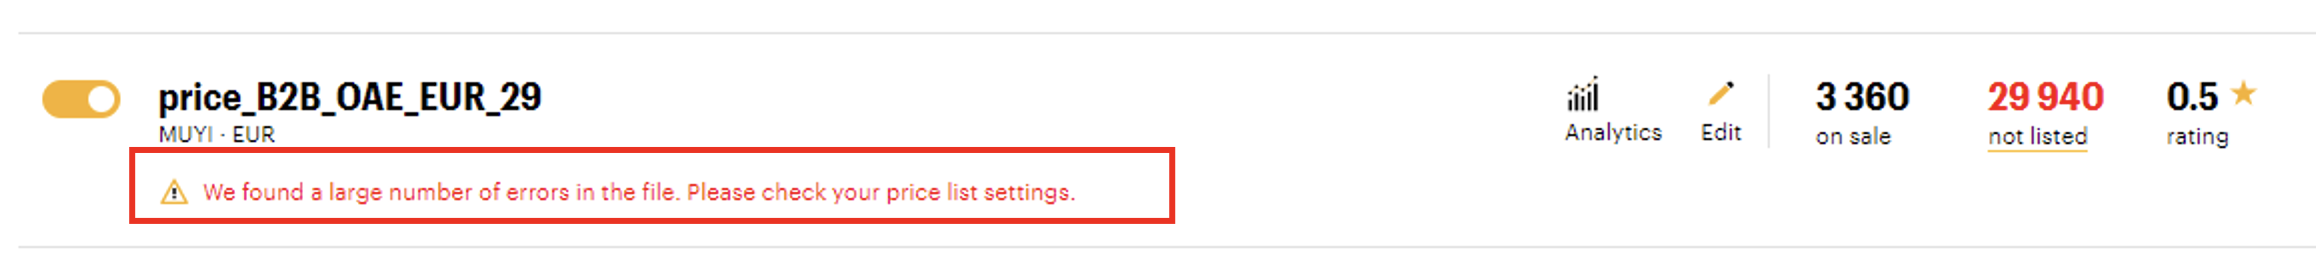 price_B2B_OAE_EUR_29
MUYI · EUR
We found a large number of errors in the file. Please check your price list settings.
Analytics
Edit
3 360
on sale
29 940
not listed
0.5
rating